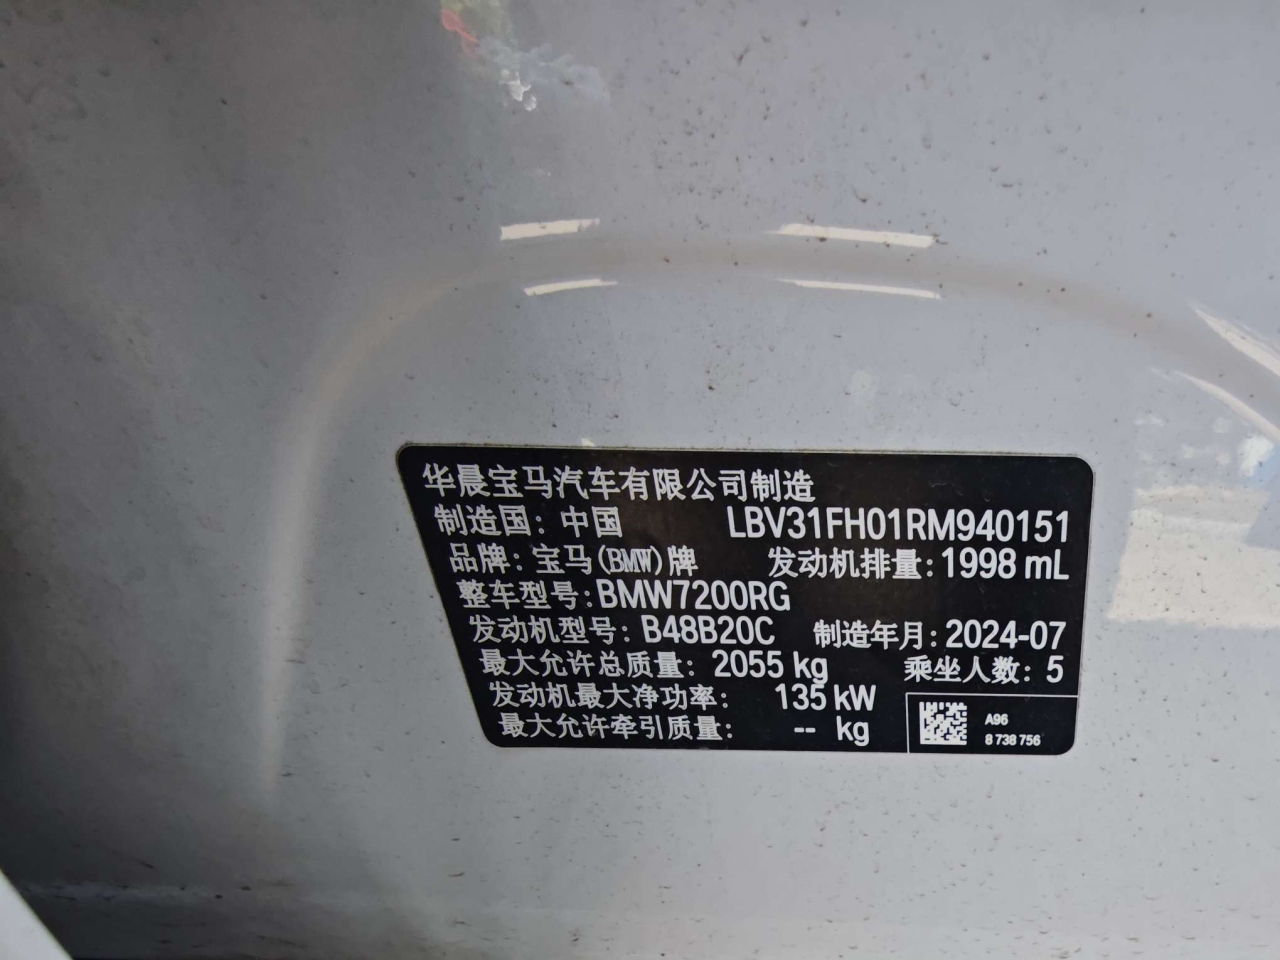 华晨宝马汽车有限公司制造
制造国：中国 LBV31FH01RM940151
品牌：宝马(BMW)牌 发动机排量：1998 mL
整车型号：BMW7200RG
发动机型号：B48B20C 制造年月：2024-07
最大允许总质量：2055 kg 乘坐人数：5
发动机最大净功率：135 kW
最大允许牵引质量：-- kg
A96
8 738 756